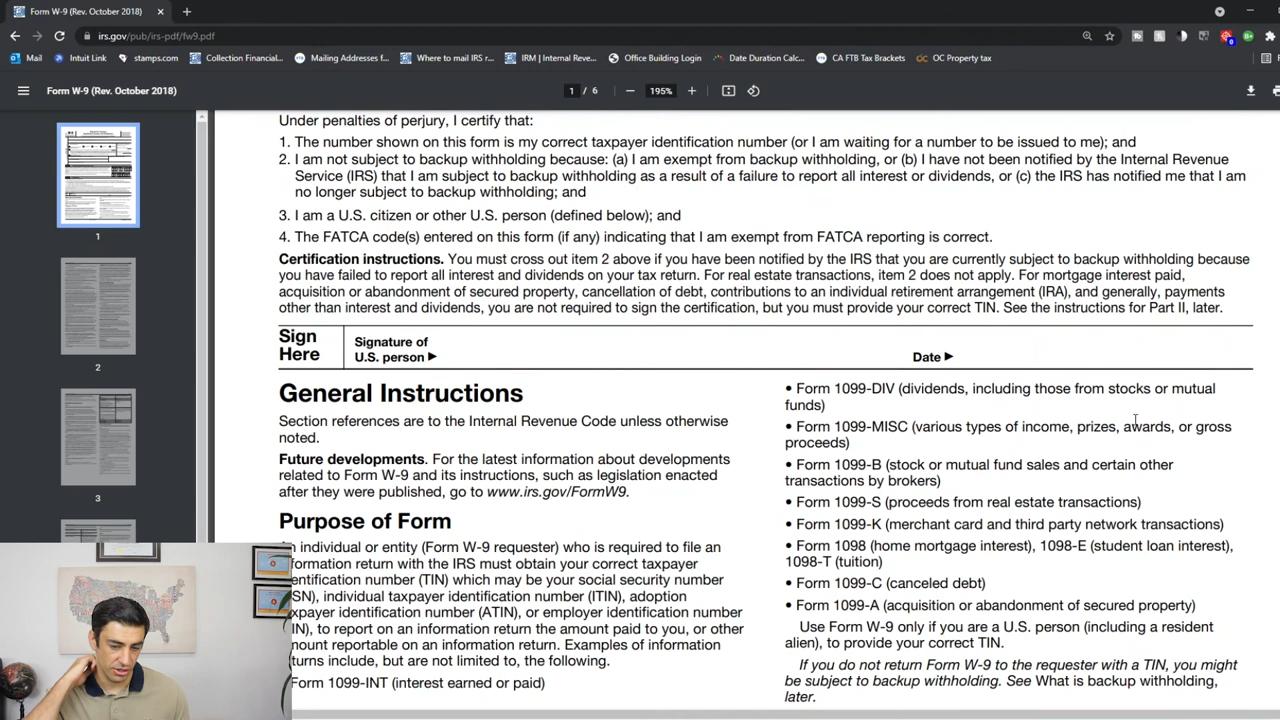 Form W-9 (Rev. October 2018)
irs.gov/pub/irs-pdf/fw9.pdf
Mail
Intuit Link
stamps.com
Collection Financial...
Mailing Addresses f...
Where to mail IRS r...
IRM | Internal Reve...
Office Building Login
Date Duration Calc...
CA FTB Tax Brackets
OC Property tax
Form W-9 (Rev. October 2018)
1 / 6
195%
1
2
3
Under penalties of perjury, I certify that:
1. The number shown on this form is my correct taxpayer identification number (or I am waiting for a number to be issued to me); and
2. I am not subject to backup withholding because: (a) I am exempt from backup withholding, or (b) I have not been notified by the Internal Revenue
Service (IRS) that I am subject to backup withholding as a result of a failure to report all interest or dividends, or (c) the IRS has notified me that I am
no longer subject to backup withholding; and
3. I am a U.S. citizen or other U.S. person (defined below); and
4. The FATCA code(s) entered on this form (if any) indicating that I am exempt from FATCA reporting is correct.
Certification instructions. You must cross out item 2 above if you have been notified by the IRS that you are currently subject to backup withholding because
you have failed to report all interest and dividends on your tax return. For real estate transactions, item 2 does not apply. For mortgage interest paid,
acquisition or abandonment of secured property, cancellation of debt, contributions to an individual retirement arrangement (IRA), and generally, payments
other than interest and dividends, you are not required to sign the certification, but you must provide your correct TIN. See the instructions for Part II, later.
Sign
Here
Signature of
U.S. person ▶
Date ▶
General Instructions
Section references are to the Internal Revenue Code unless otherwise
noted.
Future developments. For the latest information about developments
related to Form W-9 and its instructions, such as legislation enacted
after they were published, go to www.irs.gov/FormW9.
Purpose of Form
n individual or entity (Form W-9 requester) who is required to file an
formation return with the IRS must obtain your correct taxpayer
entification number (TIN) which may be your social security number
SN), individual taxpayer identification number (ITIN), adoption
xpayer identification number (ATIN), or employer identification number
IN), to report on an information return the amount paid to you, or other
mount reportable on an information return. Examples of information
turns include, but are not limited to, the following.
Form 1099-INT (interest earned or paid)
• Form 1099-DIV (dividends, including those from stocks or mutual
funds)
• Form 1099-MISC (various types of income, prizes, awards, or gross
proceeds)
• Form 1099-B (stock or mutual fund sales and certain other
transactions by brokers)
• Form 1099-S (proceeds from real estate transactions)
• Form 1099-K (merchant card and third party network transactions)
• Form 1098 (home mortgage interest), 1098-E (student loan interest),
1098-T (tuition)
• Form 1099-C (canceled debt)
• Form 1099-A (acquisition or abandonment of secured property)
Use Form W-9 only if you are a U.S. person (including a resident
alien), to provide your correct TIN.
If you do not return Form W-9 to the requester with a TIN, you might
be subject to backup withholding. See What is backup withholding,
later.